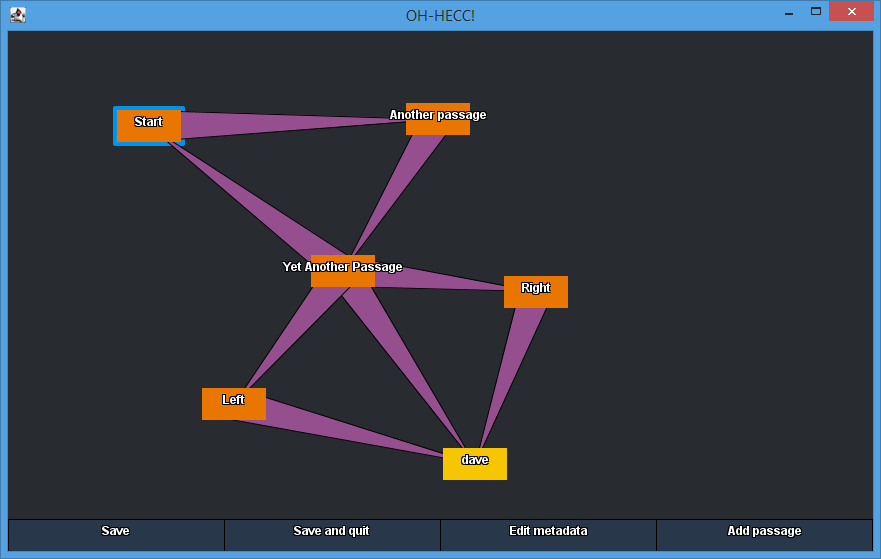 OH-HECC!
Start
Another passage
Yet Another Passage
Right
Left
dave
Save
Save and quit
Edit metadata
Add passage